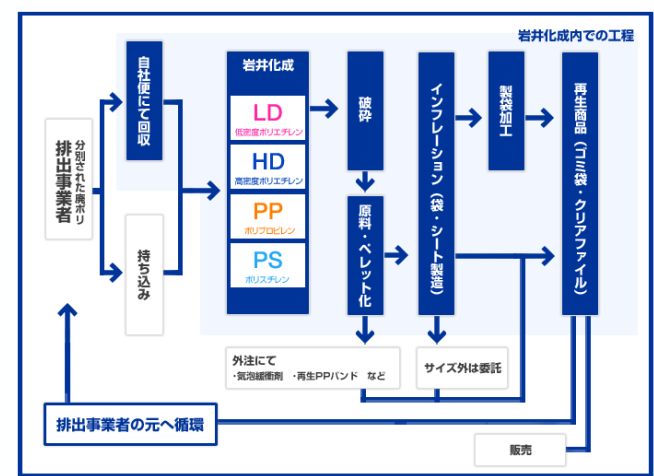 岩井化成内での工程
分別された廃ポリ
排出事業者
自社便にて回収
持ち込み
岩井化成
LD
低密度ポリエチレン
HD
高密度ポリエチレン
PP
ポリプロピレン
PS
ポリスチレン
破砕
原料・ペレット化
インフレーション(袋・シート製造)
製袋加工
再生商品(ゴミ袋・クリアファイル)
外注にて
・気泡緩衝剤 ・再生PPバンド など
サイズ外は委託
排出事業者の元へ循環
販売